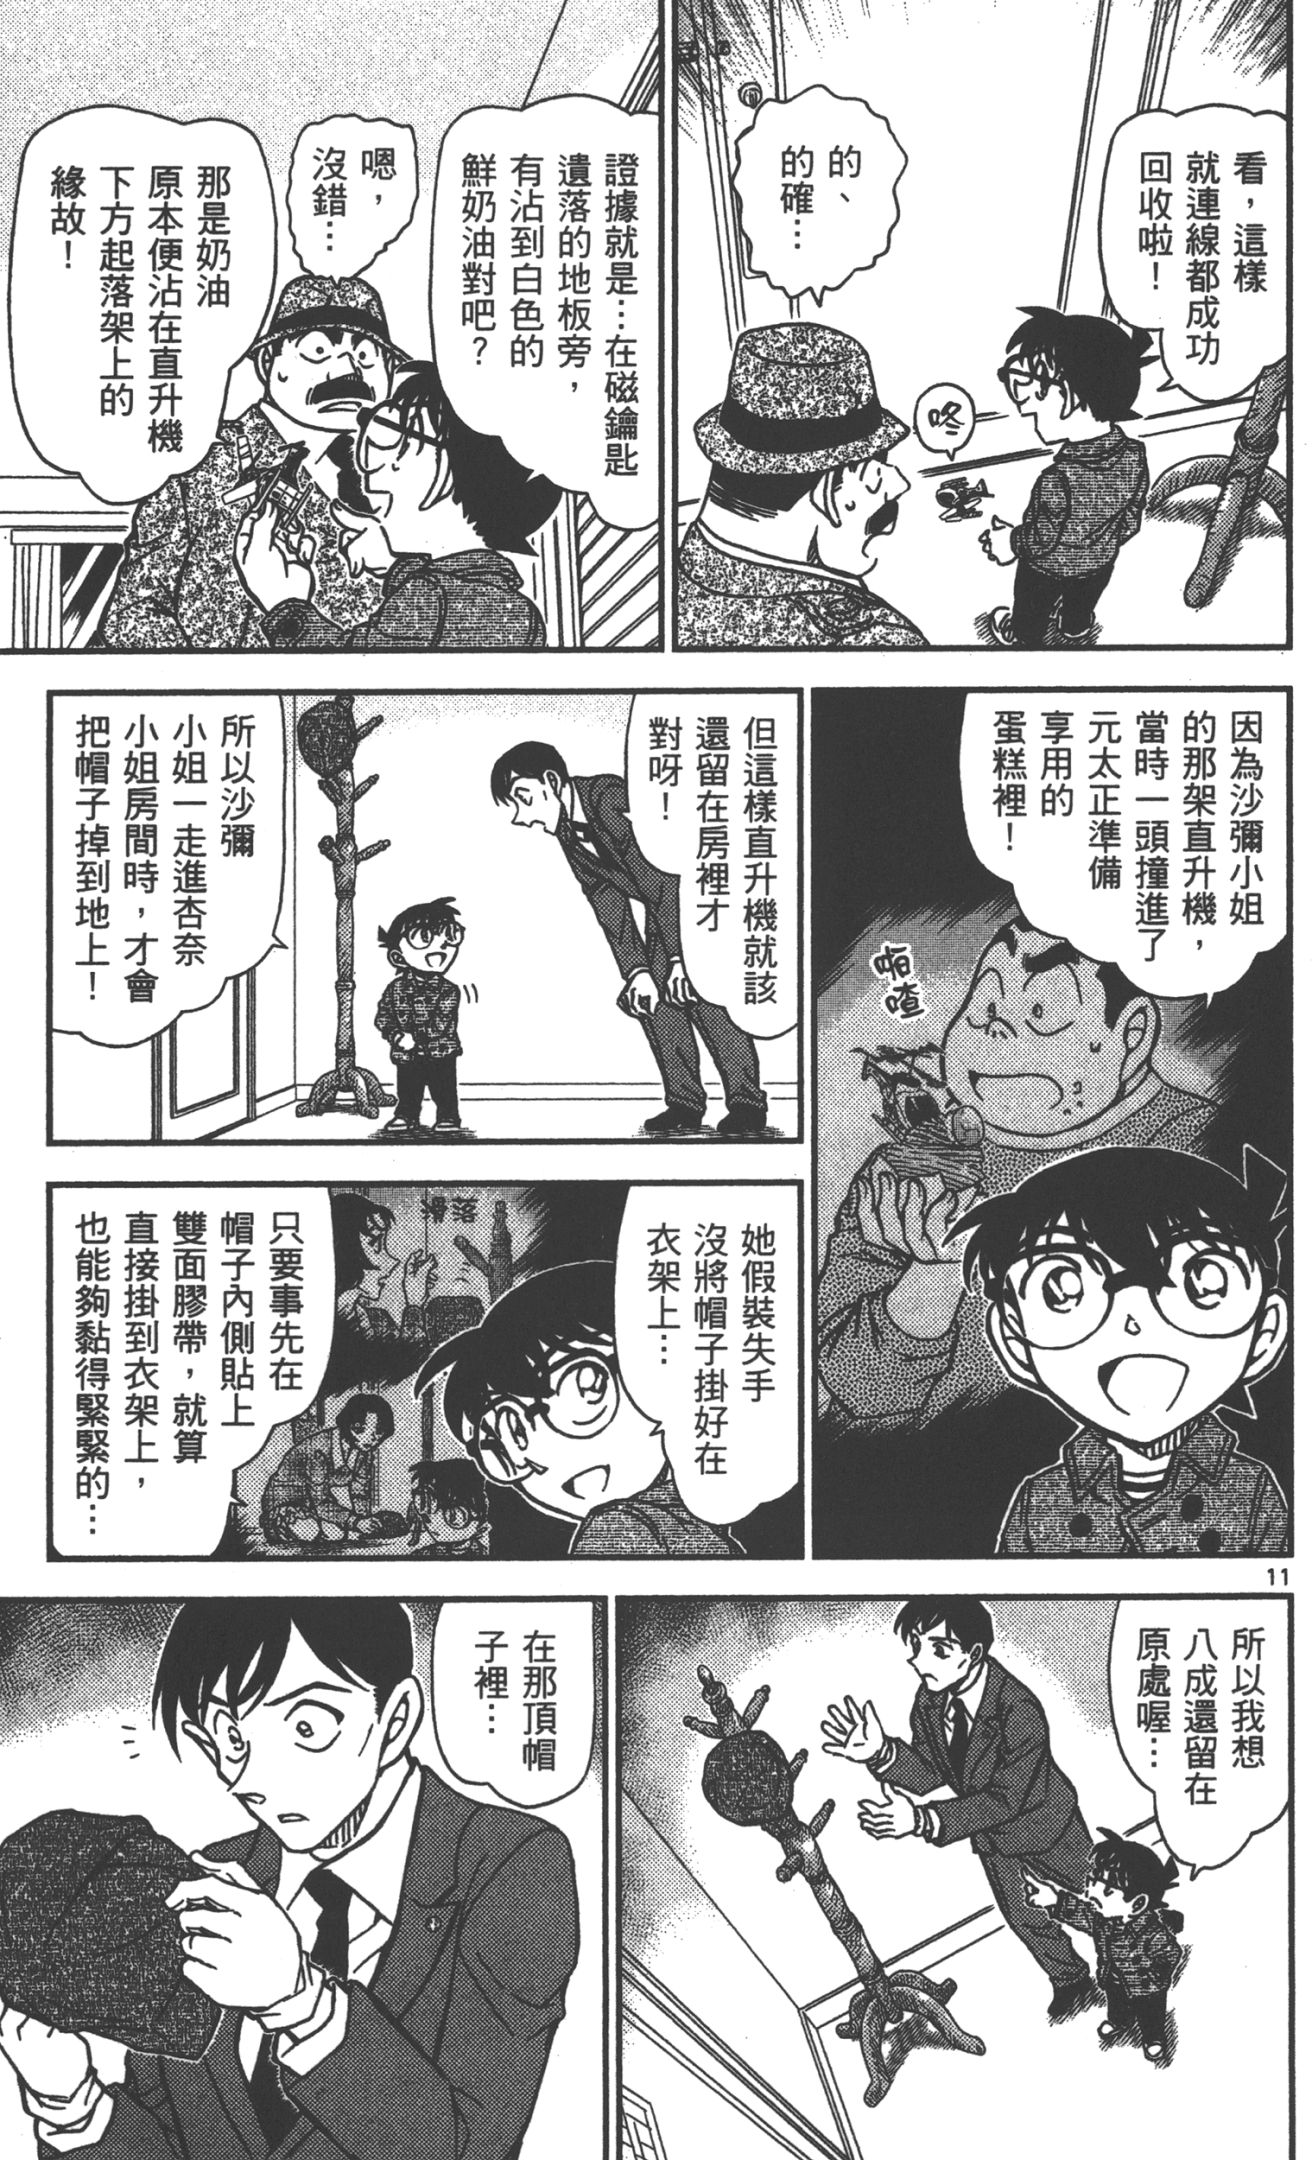 看，這樣
就連線都成功
回收啦！
的、
的確…
咚
證據就是…在磁鑰匙
遺落的地板旁，
有沾到白色的
鮮奶油對吧？
嗯，
沒錯…
那是奶油
原本便沾在直升機
下方起落架上的
緣故！
因為沙彌小姐
的那架直升機，
當時一頭撞進了
元太正準備
享用的
蛋糕裡！
啪喳
但這樣直升機就該
還留在房裡才
對呀！
所以沙彌
小姐一走進杏奈
小姐房間時，才會
把帽子掉到地上！
她假裝失手
沒將帽子掛好在
衣架上…
滑落
只要事先在
帽子內側貼上
雙面膠帶，就算
直接掛到衣架上，
也能夠黏得緊緊的…
11
所以我想
八成還留在
原處喔…
在那頂帽
子裡…